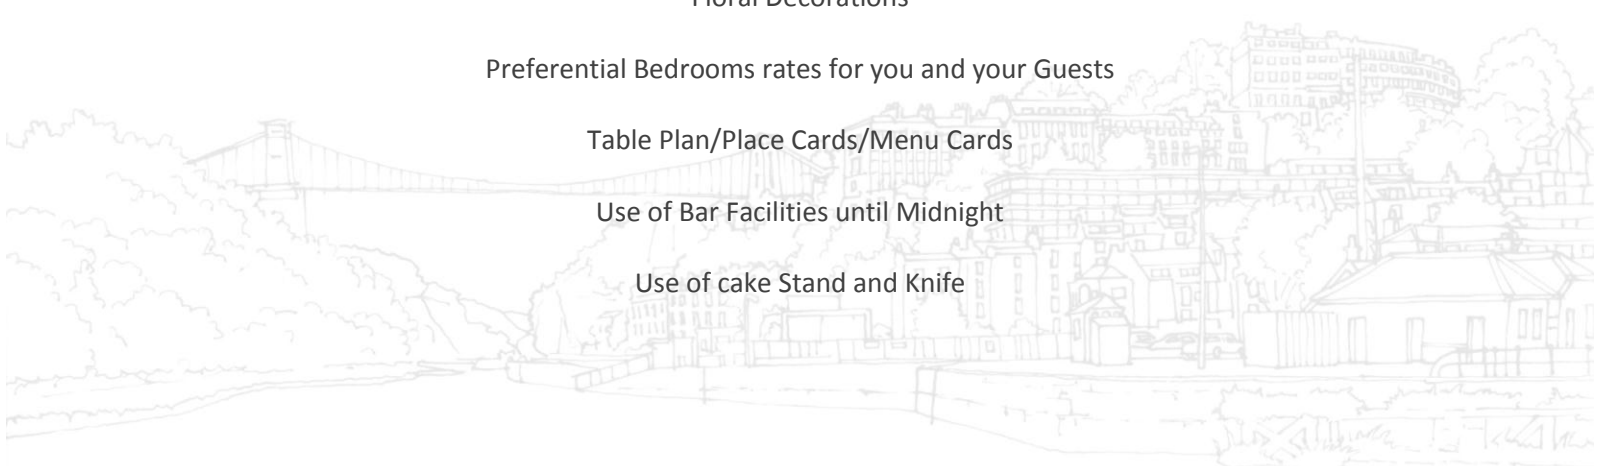 Floral Decorations
Preferential Bedrooms rates for you and your Guests
Table Plan/Place Cards/Menu Cards
Use of Bar Facilities until Midnight
Use of cake Stand and Knife